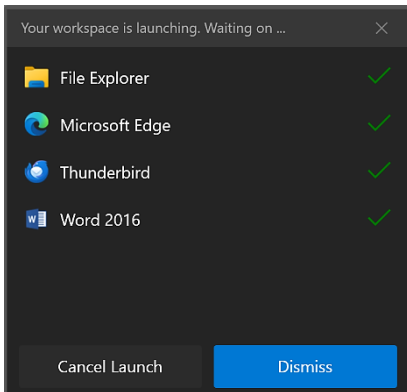 Your workspace is launching. Waiting on ...
File Explorer
Microsoft Edge
Thunderbird
Word 2016
Cancel Launch
Dismiss